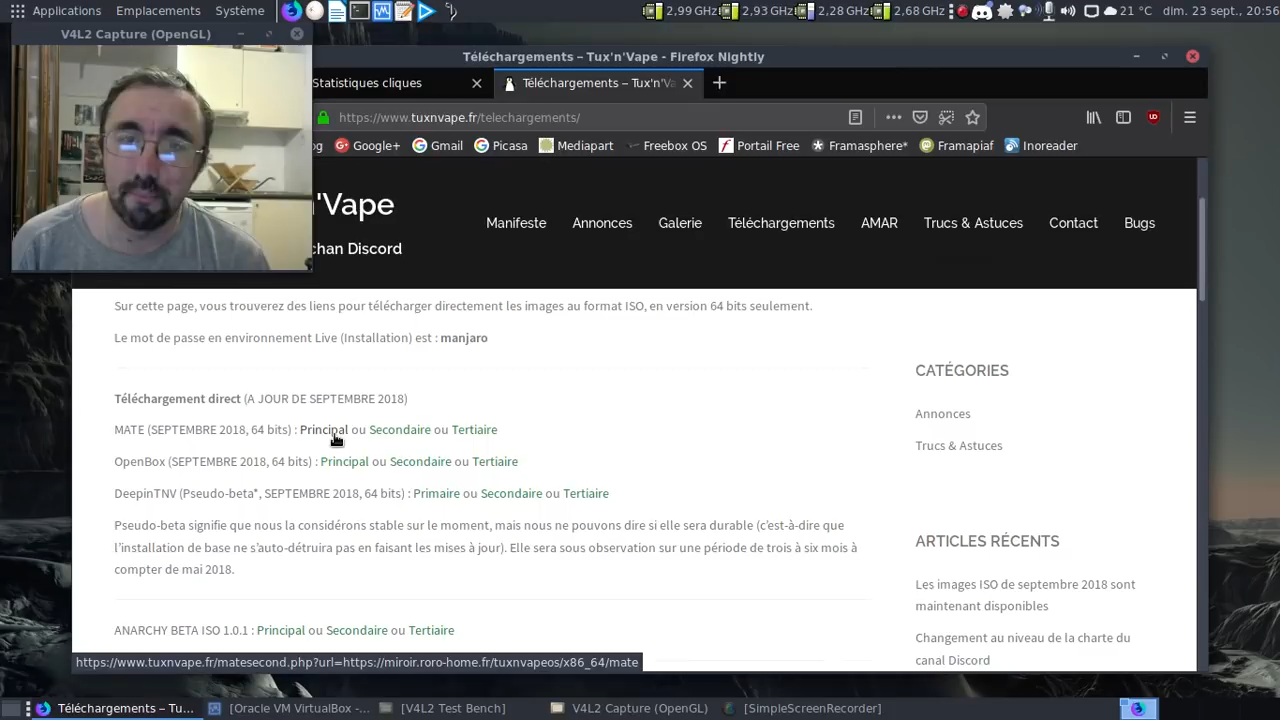 Applications Emplacements Système 2,99 GHz 2,93 GHz 2,28 GHz 2,68 GHz 21 °C dim. 23 sept., 20:56
V4L2 Capture (OpenGL)
Téléchargements – Tux'n'Vape - Firefox Nightly
Statistiques cliques Téléchargements – Tux'n'Va
https://www.tuxnvape.fr/telechargements/
Google+ Gmail Picasa Mediapart Freebox OS Portail Free Framasphere* Framapiaf Inoreader
n'Vape
chan Discord
Manifeste Annonces Galerie Téléchargements AMAR Trucs & Astuces Contact Bugs
Sur cette page, vous trouverez des liens pour télécharger directement les images au format ISO, en version 64 bits seulement.
Le mot de passe en environnement Live (Installation) est : manjaro
Téléchargement direct (A JOUR DE SEPTEMBRE 2018)
MATE (SEPTEMBRE 2018, 64 bits) : Principal ou Secondaire ou Tertiaire
OpenBox (SEPTEMBRE 2018, 64 bits) : Principal ou Secondaire ou Tertiaire
DeepinTNV (Pseudo-beta*, SEPTEMBRE 2018, 64 bits) : Primaire ou Secondaire ou Tertiaire
Pseudo-beta signifie que nous la considérons stable sur le moment, mais nous ne pouvons dire si elle sera durable (c'est-à-dire que
l'installation de base ne s'auto-détruira pas en faisant les mises à jour). Elle sera sous observation sur une période de trois à six mois à
compter de mai 2018.
ANARCHY BETA ISO 1.0.1 : Principal ou Secondaire ou Tertiaire
CATÉGORIES
Annonces
Trucs & Astuces
ARTICLES RÉCENTS
Les images ISO de septembre 2018 sont
maintenant disponibles
Changement au niveau de la charte du
canal Discord
https://www.tuxnvape.fr/matesecond.php?url=https://miroir.roro-home.fr/tuxnvapeos/x86_64/mate
Téléchargements – Tu... [Oracle VM VirtualBox -... [V4L2 Test Bench] V4L2 Capture (OpenGL) [SimpleScreenRecorder]